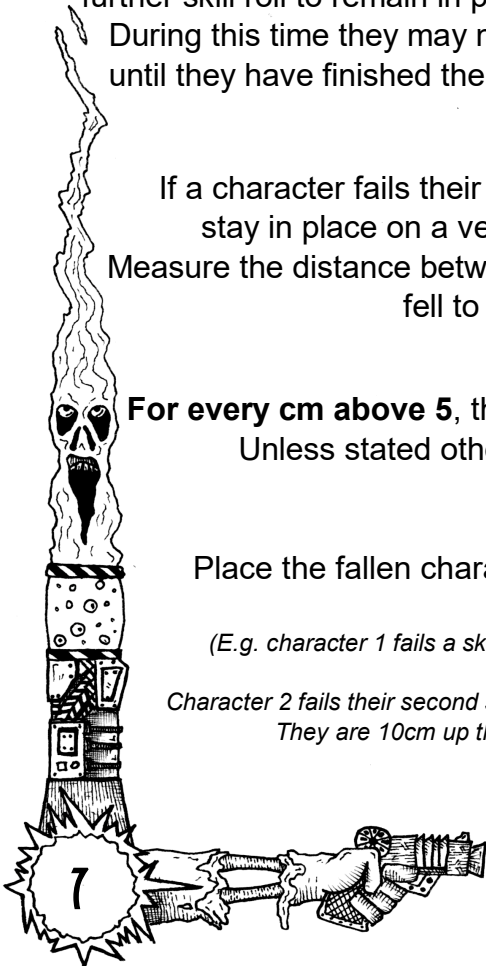 further skill roll to remain in p
During this time they may n
until they have finished the
If a character fails their
stay in place on a ve
Measure the distance betw
fell to
For every cm above 5, th
Unless stated oth
Place the fallen chara
(E.g. character 1 fails a sk
Character 2 fails their second
They are 10cm up th
7